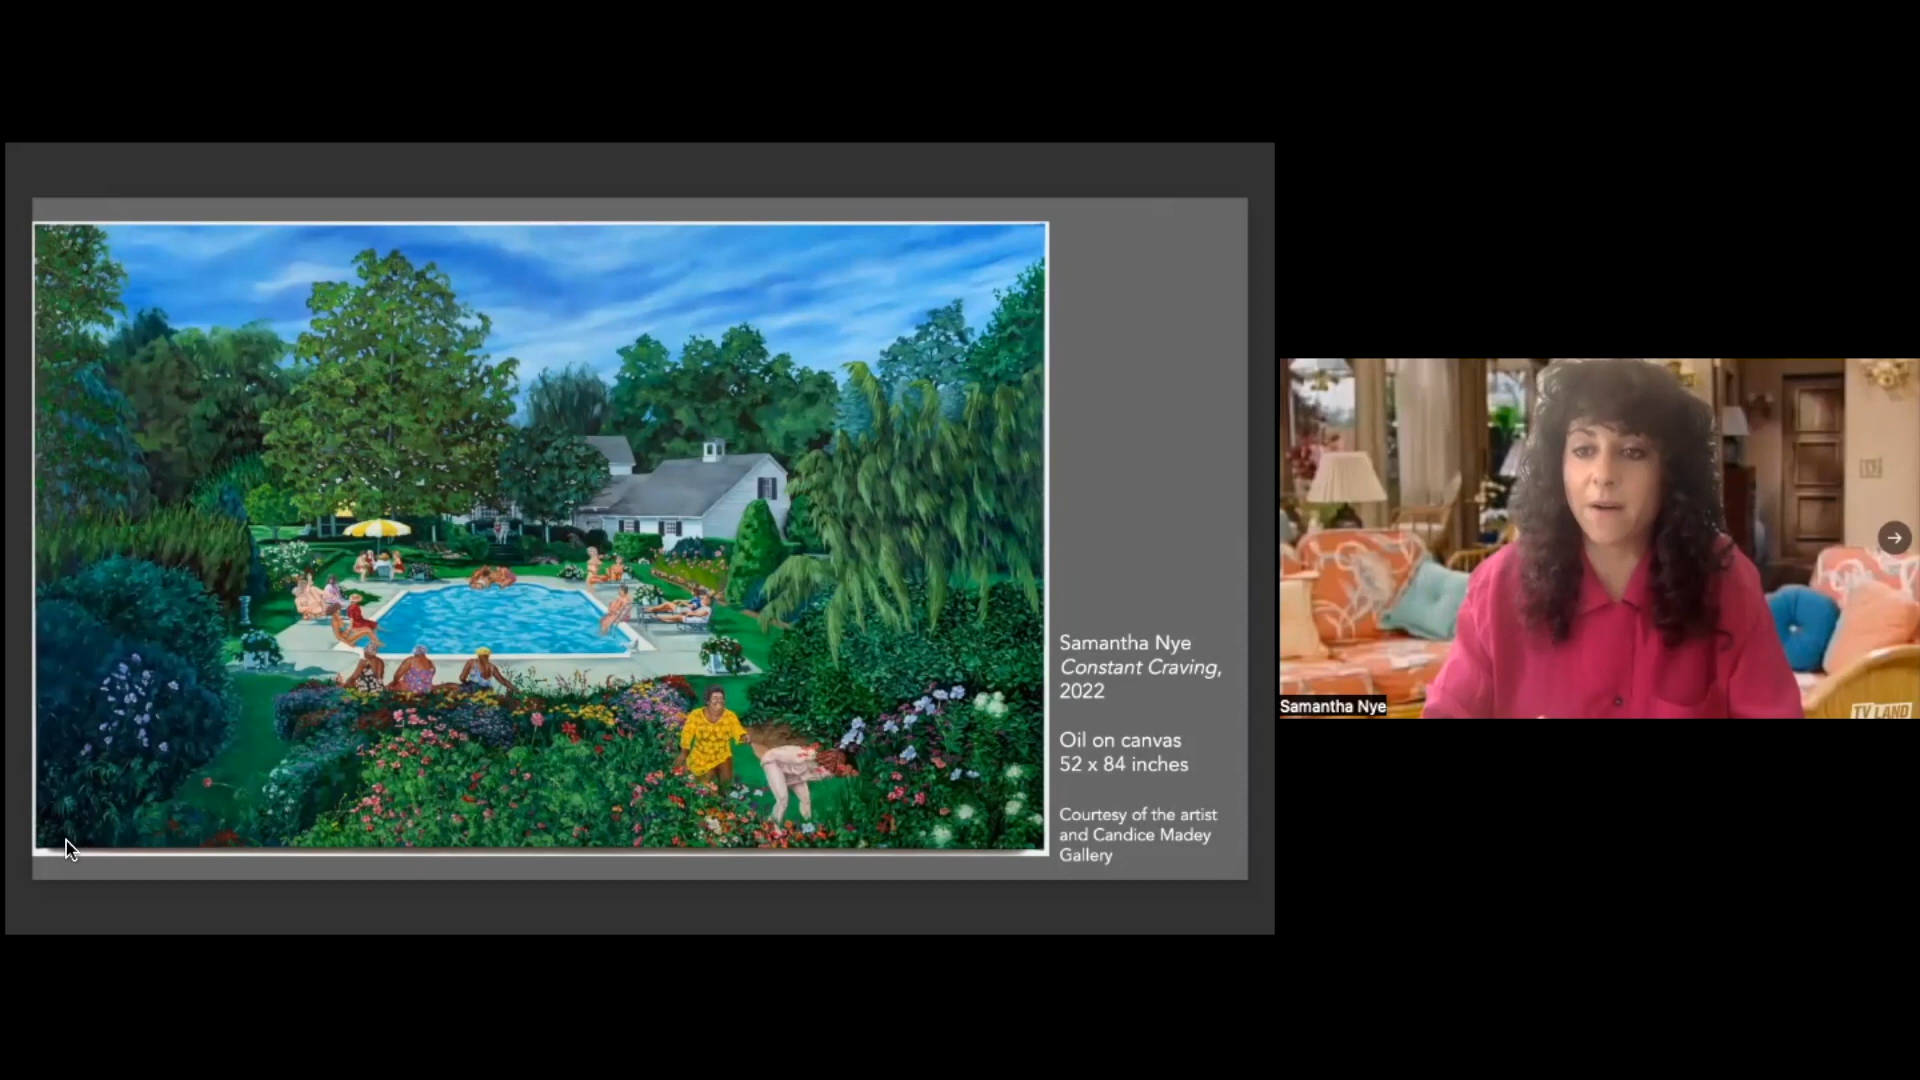 Samantha Nye
Constant Craving,
2022
Oil on canvas
52 x 84 inches
Courtesy of the artist
and Candice Madey
Gallery
Samantha Nye
TV LAND